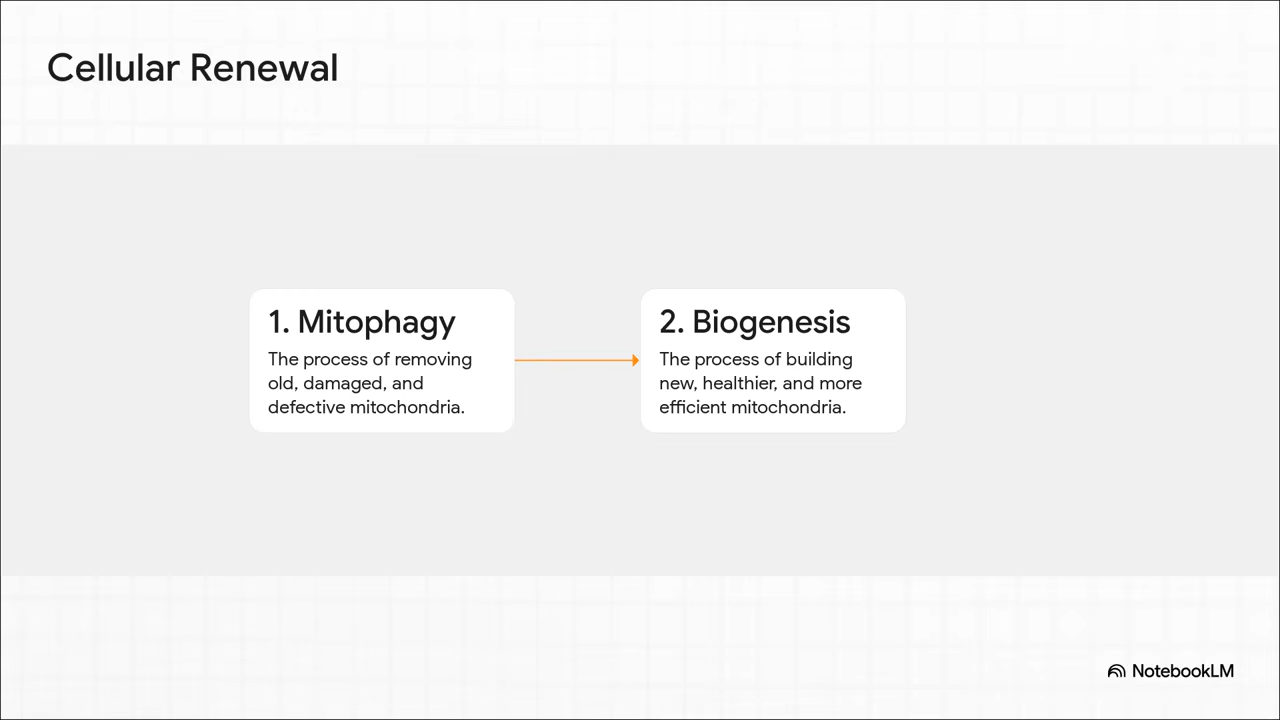 Cellular Renewal
1. Mitophagy
The process of removing
old, damaged, and
defective mitochondria.
2. Biogenesis
The process of building
new, healthier, and more
efficient mitochondria.
NotebookLM